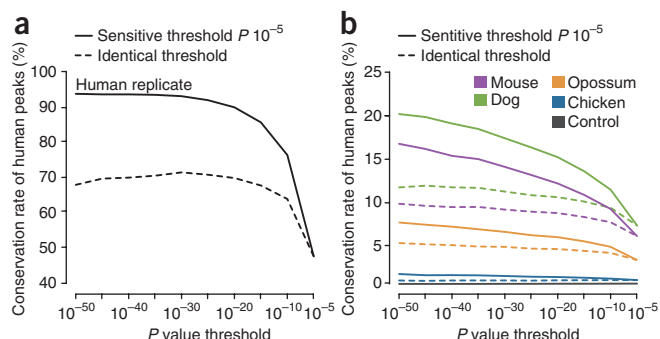 a
Sensitive threshold P 10⁻⁵
Identical threshold
Conservation rate of human peaks (%)
100
90
80
70
60
50
40
Human replicate
10⁻⁵⁰
10⁻⁴⁰
10⁻³⁰
10⁻²⁰
10⁻¹⁰
10⁻⁵
P value threshold
b
Sentitive threshold P 10⁻⁵
Identical threshold
Conservation rate of human peaks (%)
25
20
15
10
5
0
Mouse
Dog
Opossum
Chicken
Control
10⁻⁵⁰
10⁻⁴⁰
10⁻³⁰
10⁻²⁰
10⁻¹⁰
10⁻⁵
P value threshold